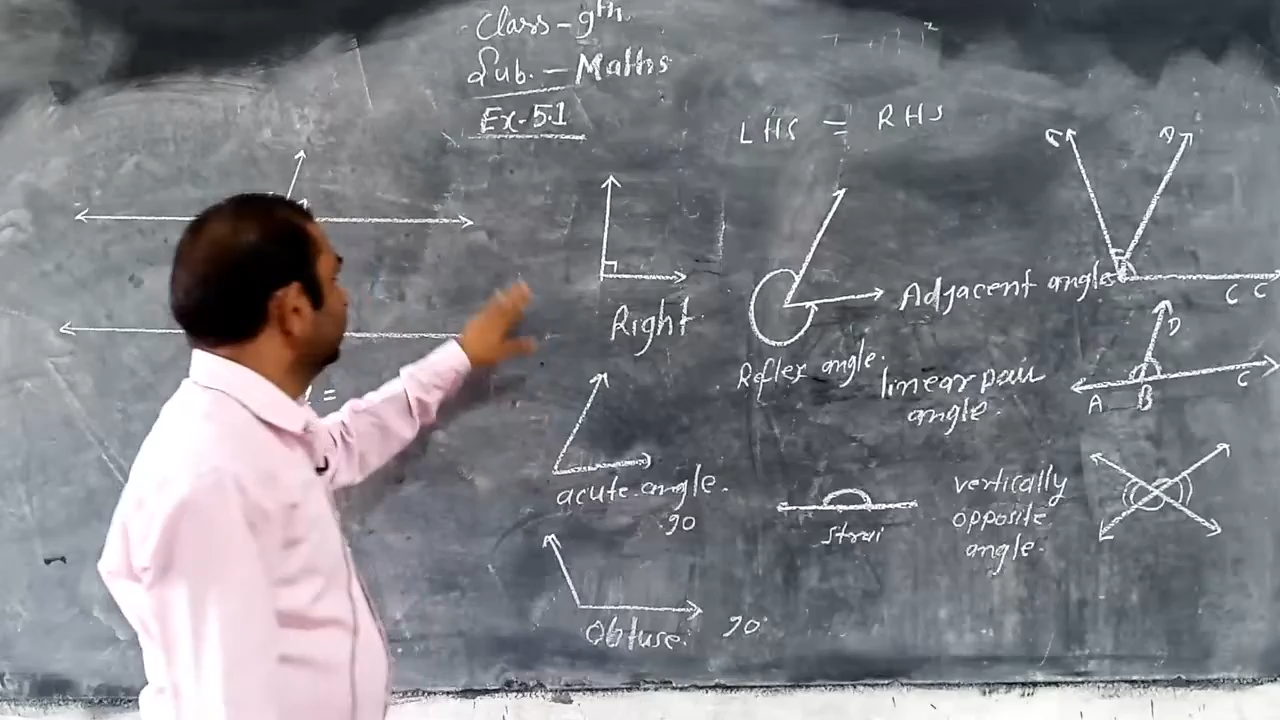 Class - 9th
Sub. - Maths
Ex-5.1
LHS = RHS
Right
Reflex angle.
Adjacent angles
C C
D
linear pair
angle.
A B C
acute angle.
90
strai
vertically
opposite
angle.
Obtuse. 90
=